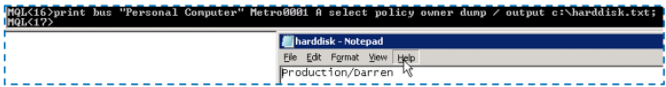 MQL<16>print bus "Personal Computer" Metro0001 A select policy owner dump / output c:\harddisk.txt;
MQL<17>
harddisk - Notepad
File Edit Format View Help
Production/Darren